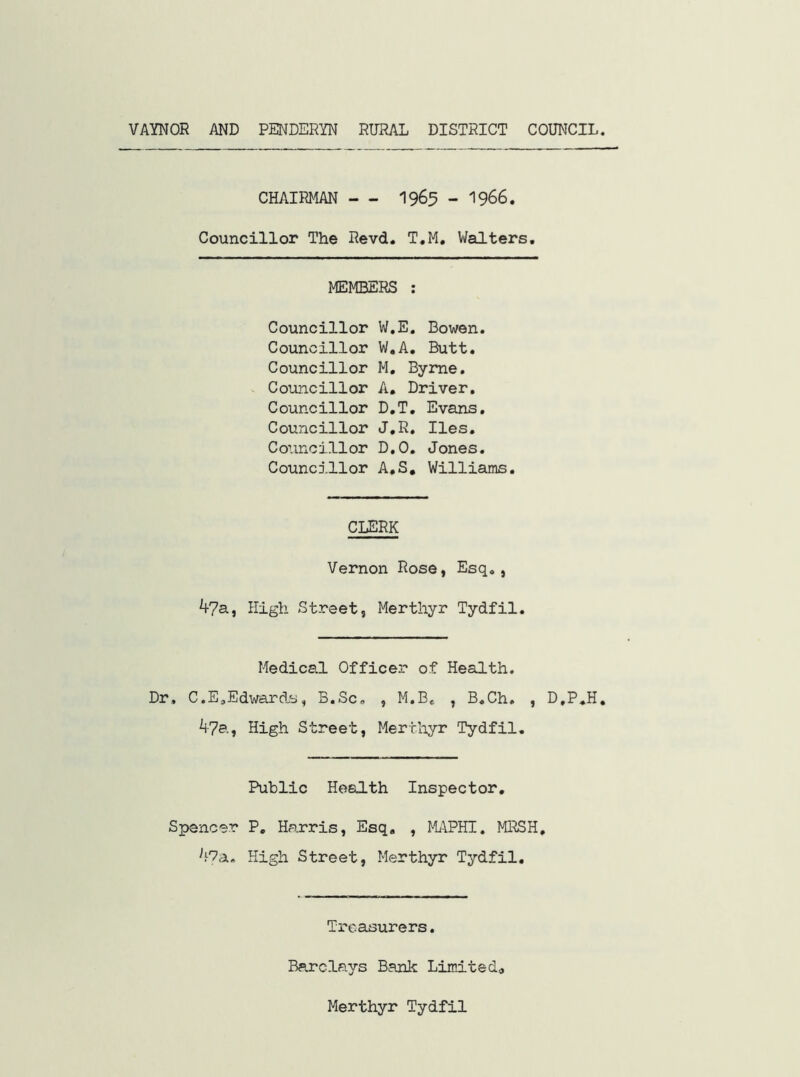 VAYNOR AND PENDERYN RURAL DISTRICT COUNCIL.
CHAIRMAN - - 1965 - 1966.
Councillor The Revd. T.M. Walters.
MEMBERS :
Councillor W.E. Bowen.
Councillor W.A. Butt.
Councillor M. Byrne.
Councillor A. Driver.
Councillor D.T. Evans.
Councillor J.R. Iles.
Councillor D.O. Jones.
Councillor A.S. Williams.
CLERK
Vernon Rose, Esq.,
47a, High Street, Merthyr Tydfil.
Medical Officer of Health.
Dr. C.E.Edwards, B.Sc. , M.B. , B.Ch. , D.P.H.
47a, High Street, Merthyr Tydfil.
Public Health Inspector.
Spencer P. Harris, Esq. , MAPHI. MRSH.
47a. High Street, Merthyr Tydfil.
Treasurers.
Barclays Bank Limited.
Merthyr Tydfil